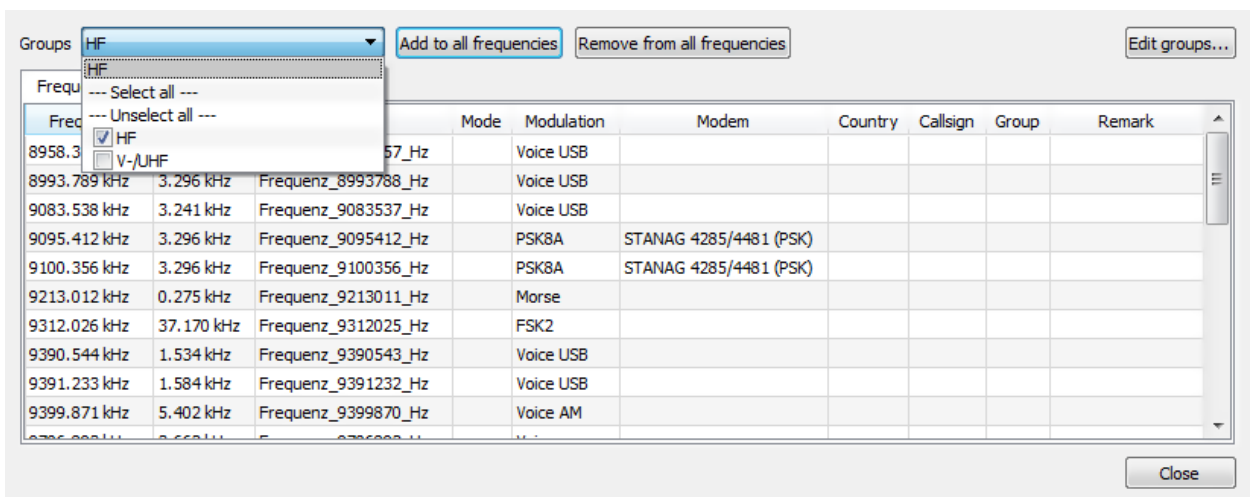 Groups HF Add to all frequencies Remove from all frequencies Edit groups...
HF
--- Select all ---
--- Unselect all ---
HF
V-/UHF
Mode Modulation Modem Country Callsign Group Remark
Voice USB
8993.789 kHz 3.296 kHz Frequenz_8993788_Hz Voice USB
9083.538 kHz 3.241 kHz Frequenz_9083537_Hz Voice USB
9095.412 kHz 3.296 kHz Frequenz_9095412_Hz PSK8A STANAG 4285/4481 (PSK)
9100.356 kHz 3.296 kHz Frequenz_9100356_Hz PSK8A STANAG 4285/4481 (PSK)
9213.012 kHz 0.275 kHz Frequenz_9213011_Hz Morse
9312.026 kHz 37.170 kHz Frequenz_9312025_Hz FSK2
9390.544 kHz 1.534 kHz Frequenz_9390543_Hz Voice USB
9391.233 kHz 1.584 kHz Frequenz_9391232_Hz Voice USB
9399.871 kHz 5.402 kHz Frequenz_9399870_Hz Voice AM
Close